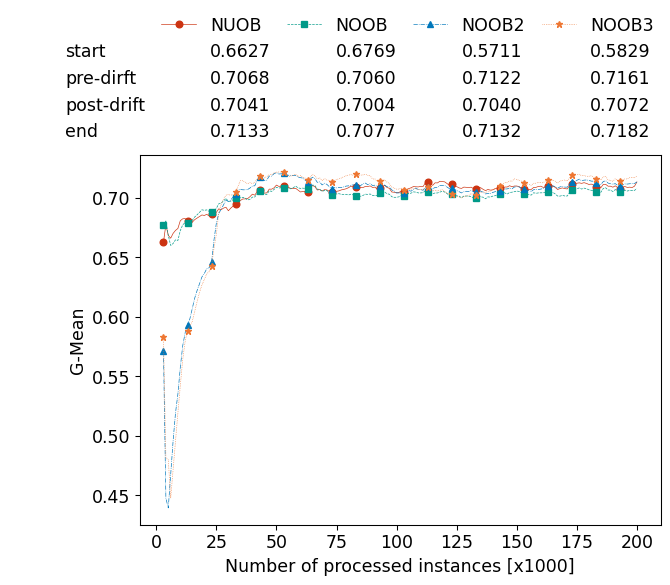 NUOB NOOB NOOB2 NOOB3
start 0.6627 0.6769 0.5711 0.5829
pre-dirft 0.7068 0.7060 0.7122 0.7161
post-drift 0.7041 0.7004 0.7040 0.7072
end 0.7133 0.7077 0.7132 0.7182
0.70
0.65
0.60
0.55
0.50
0.45
G-Mean
0 25 50 75 100 125 150 175 200
Number of processed instances [x1000]